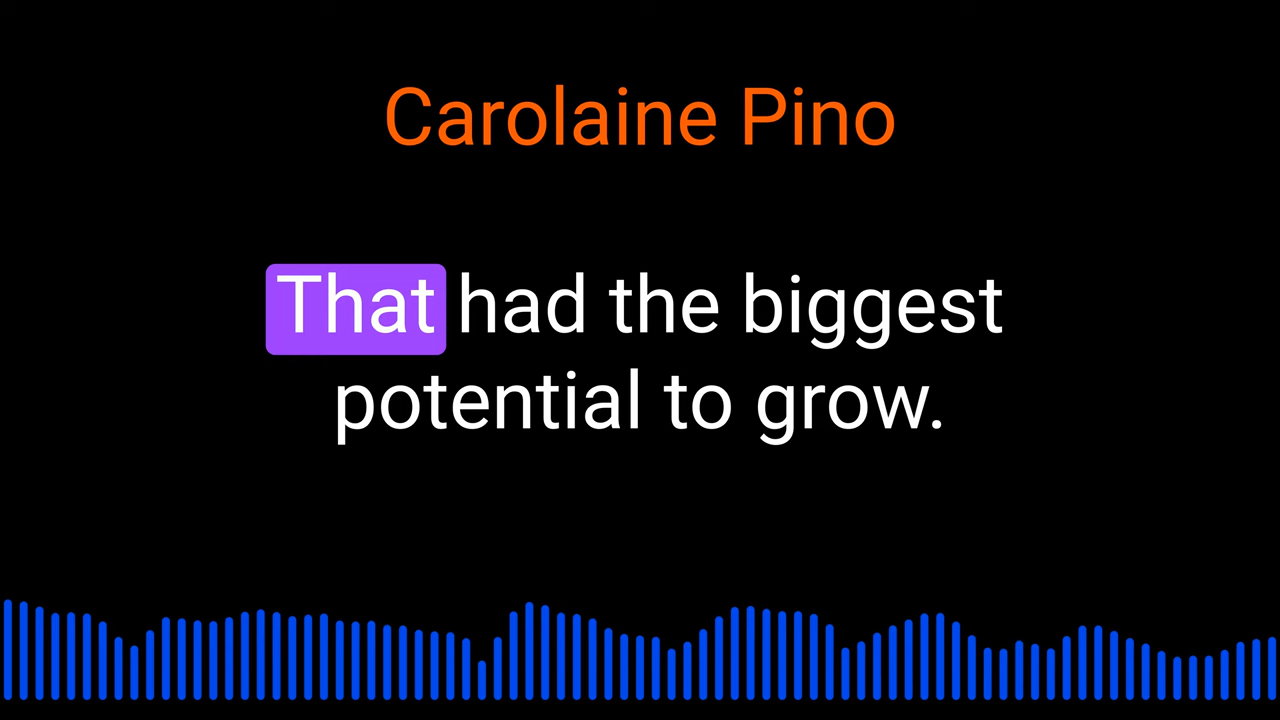 Carolaine Pino
That had the biggest
potential to grow.